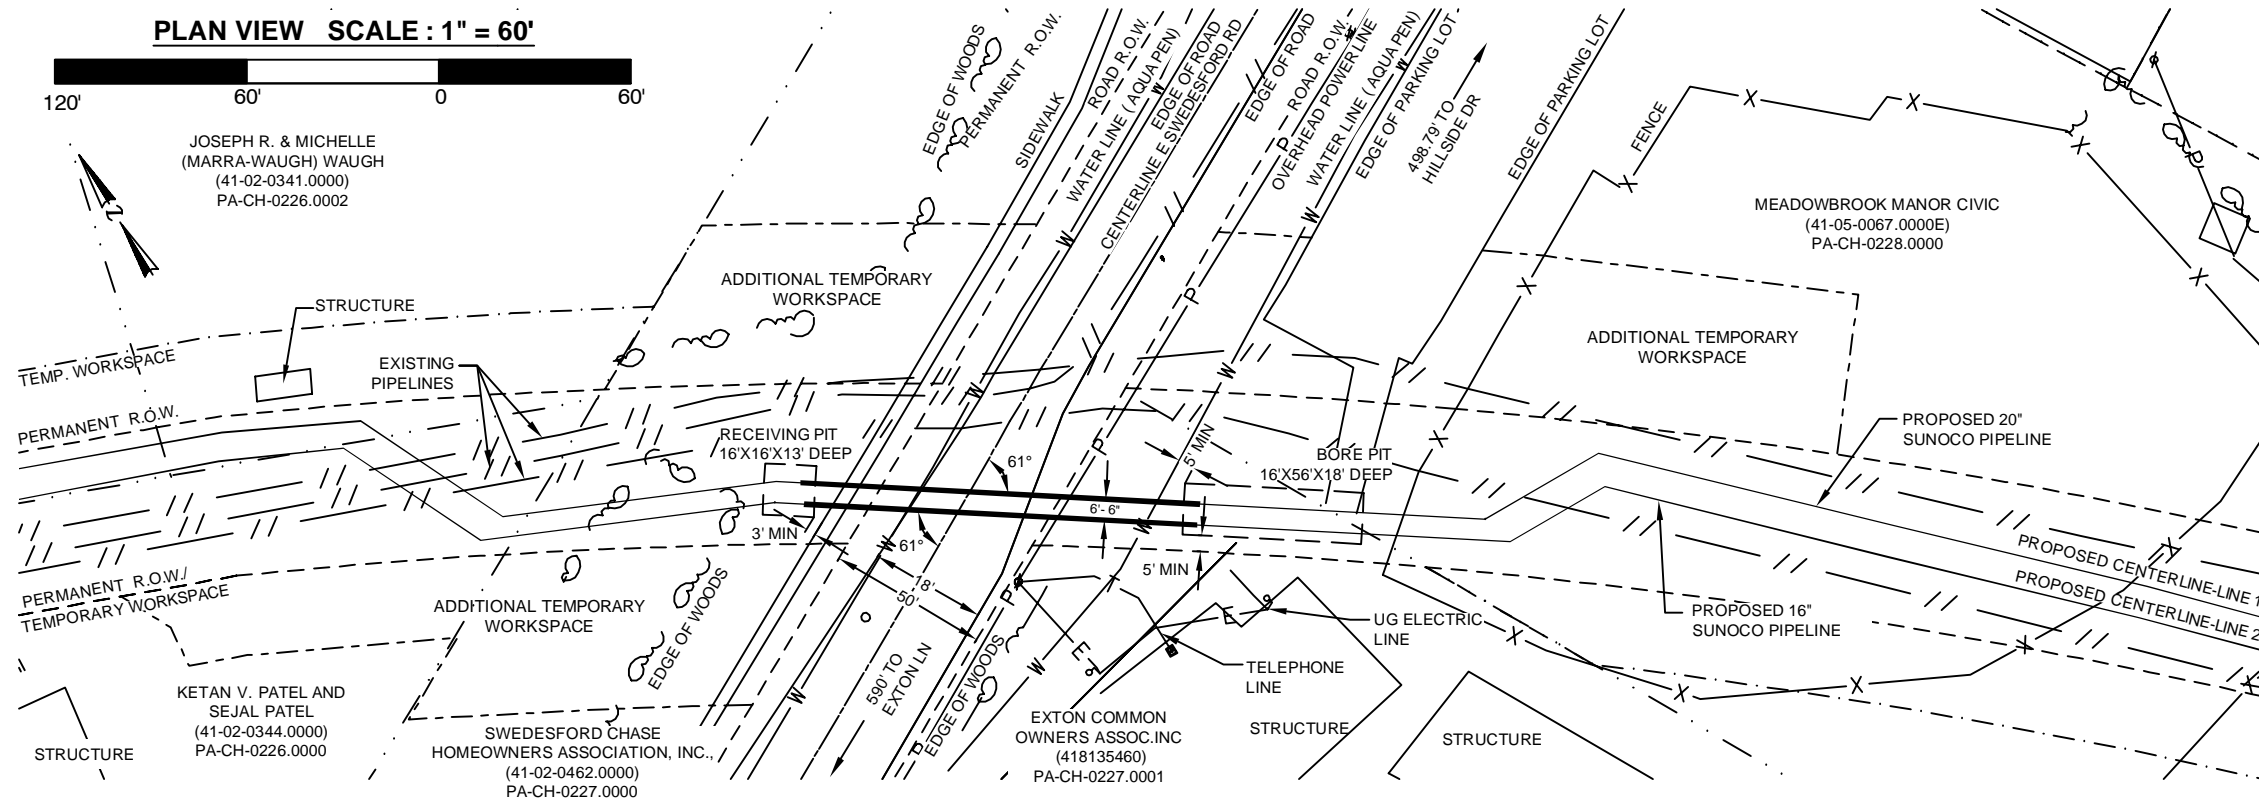 PLAN VIEW SCALE : 1" = 60'
120'
60'
0
60'
JOSEPH R. & MICHELLE
(MARRA-WAUGH) WAUGH
(41-02-0341.0000)
PA-CH-0226.0002
N
STRUCTURE
TEMP. WORKSPACE
EXISTING
PIPELINES
PERMANENT R.O.W.
PERMANENT R.O.W./
TEMPORARY WORKSPACE
KETAN V. PATEL AND
SEJAL PATEL
(41-02-0344.0000)
PA-CH-0226.0000
STRUCTURE
ADDITIONAL TEMPORARY
WORKSPACE
EDGE OF WOODS
SWEDESFORD CHASE
HOMEOWNERS ASSOCIATION, INC.,
(41-02-0462.0000)
PA-CH-0227.0000
EDGE OF WOODS
PERMANENT R.O.W.
SIDEWALK
ROAD R.O.W.
WATER LINE ( AQUA PEN)
EDGE OF ROAD
CENTERLINE E SWEDESFORD RD
EDGE OF ROAD
ROAD R.O.W.
OVERHEAD POWER LINE
WATER LINE ( AQUA PEN)
EDGE OF PARKING LOT
498.79' TO
HILLSIDE DR
EDGE OF PARKING LOT
FENCE
ADDITIONAL TEMPORARY
WORKSPACE
RECEIVING PIT
16'X16'X13' DEEP
61°
61°
3' MIN
18'
50'
6'- 6"
5' MIN
5' MIN
BORE PIT
16'X56'X18' DEEP
590' TO
EXTON LN
EDGE OF WOODS
UG ELECTRIC
LINE
TELEPHONE
LINE
EXTON COMMON
OWNERS ASSOC.INC
(418135460)
PA-CH-0227.0001
STRUCTURE
STRUCTURE
MEADOWBROOK MANOR CIVIC
(41-05-0067.0000E)
PA-CH-0228.0000
ADDITIONAL TEMPORARY
WORKSPACE
PROPOSED 20"
SUNOCO PIPELINE
PROPOSED CENTERLINE-LINE 1
PROPOSED CENTERLINE-LINE 2
PROPOSED 16"
SUNOCO PIPELINE